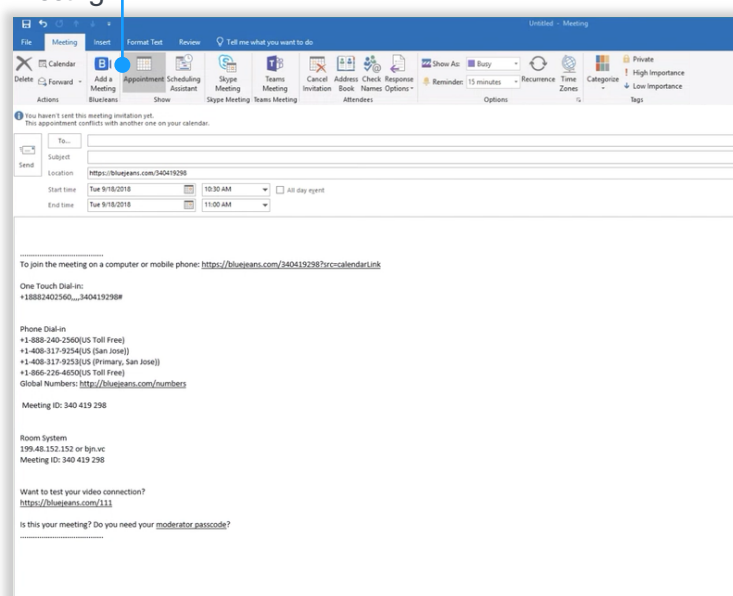 Untitled - Meeting
File Meeting Insert Format Text Review Tell me what you want to do
Delete
Calendar
Forward
Actions
Add a Meeting
BlueJeans
Appointment
Scheduling Assistant
Show
Skype Meeting
Skype Meeting
Teams Meeting
Teams Meeting
Cancel Invitation
Address Book
Check Names
Response Options
Attendees
Show As: Busy
Reminder: 15 minutes
Recurrence
Time Zones
Options
Categorize
Private
High Importance
Low Importance
Tags
You haven't sent this meeting invitation yet.
This appointment conflicts with another one on your calendar.
Send
To...
Subject
Location https://bluejeans.com/340419298
Start time Tue 9/18/2018 10:30 AM All day event
End time Tue 9/18/2018 11:00 AM
To join the meeting on a computer or mobile phone: https://bluejeans.com/340419298?src=calendarLink
One Touch Dial-in:
+18882402560,,,,340419298#
Phone Dial-in
+1-888-240-2560(US Toll Free)
+1-408-317-9254(US (San Jose))
+1-408-317-9253(US (Primary, San Jose))
+1-866-226-4650(US Toll Free)
Global Numbers: http://bluejeans.com/numbers
Meeting ID: 340 419 298
Room System
199.48.152.152 or bjn.vc
Meeting ID: 340 419 298
Want to test your video connection?
https://bluejeans.com/111
Is this your meeting? Do you need your moderator passcode?